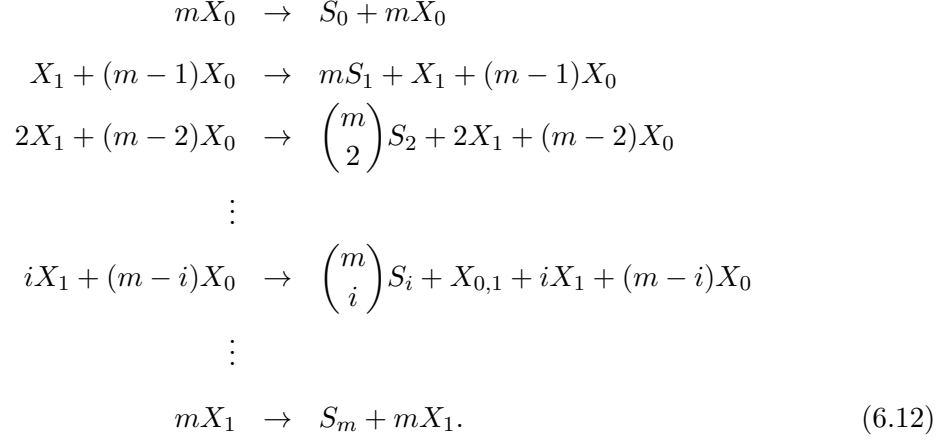 mX_0 → S_0 + mX_0
X_1 + (m − 1)X_0 → mS_1 + X_1 + (m − 1)X_0
2X_1 + (m − 2)X_0 → \binom{m}{2}S_2 + 2X_1 + (m − 2)X_0
⋮
iX_1 + (m − i)X_0 → \binom{m}{i}S_i + X_{0,1} + iX_1 + (m − i)X_0
⋮
mX_1 → S_m + mX_1. (6.12)